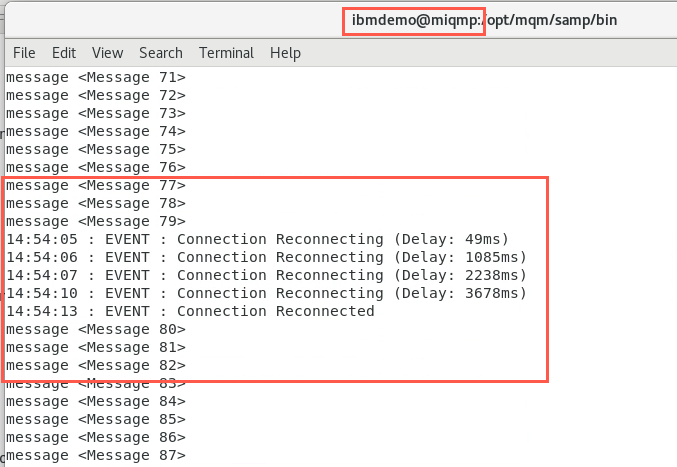 ibmdemo@miqmp:/opt/mqm/samp/bin
File Edit View Search Terminal Help
message <Message 71>
message <Message 72>
message <Message 73>
message <Message 74>
message <Message 75>
message <Message 76>
message <Message 77>
message <Message 78>
message <Message 79>
14:54:05 : EVENT : Connection Reconnecting (Delay: 49ms)
14:54:06 : EVENT : Connection Reconnecting (Delay: 1085ms)
14:54:07 : EVENT : Connection Reconnecting (Delay: 2238ms)
14:54:10 : EVENT : Connection Reconnecting (Delay: 3678ms)
14:54:13 : EVENT : Connection Reconnected
message <Message 80>
message <Message 81>
message <Message 82>
message <Message 83>
message <Message 84>
message <Message 85>
message <Message 86>
message <Message 87>